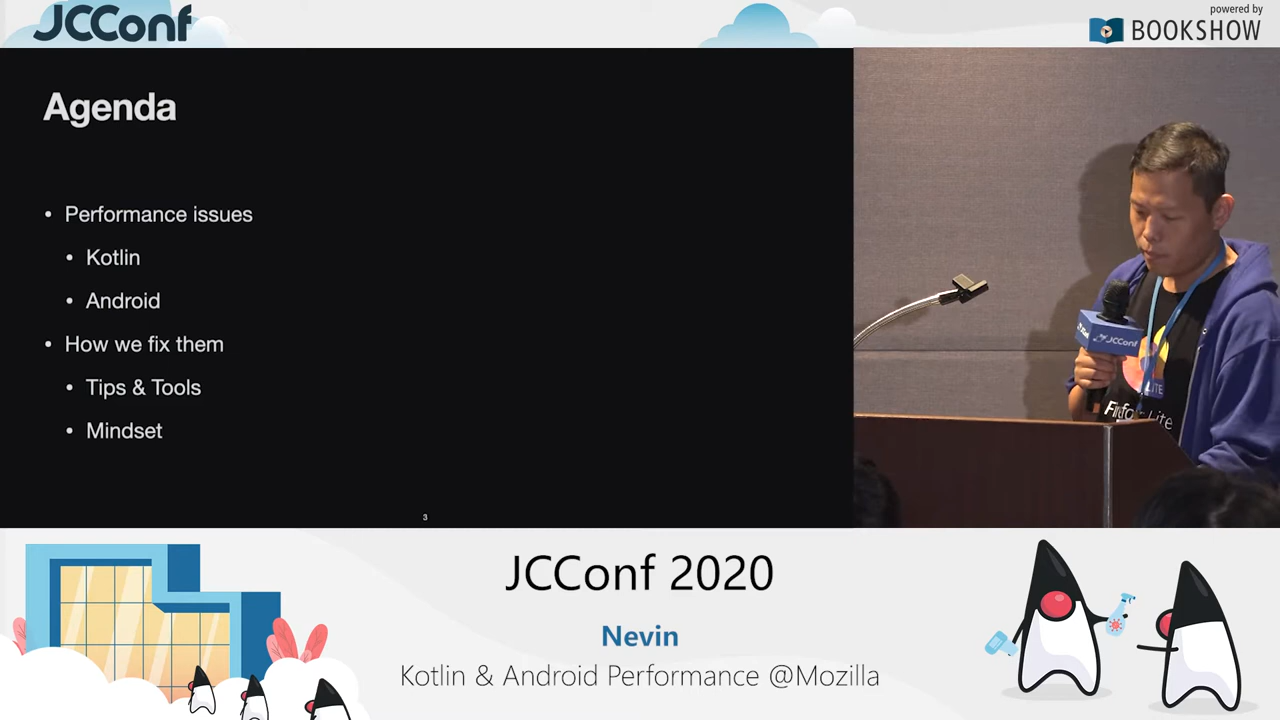 JCConf
powered by
BOOKSHOW
Agenda
• Performance issues
• Kotlin
• Android
• How we fix them
• Tips & Tools
• Mindset
3
JCConf
LITE
JCConf 2020
Nevin
Kotlin & Android Performance @Mozilla